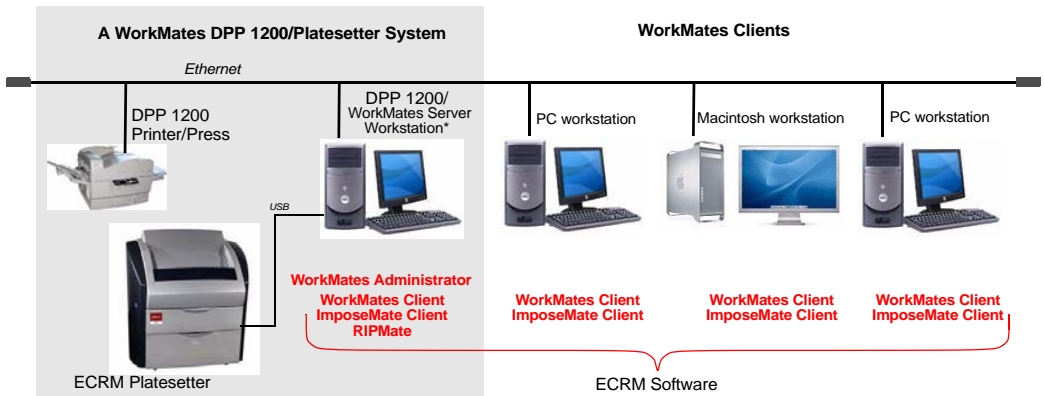 A WorkMates DPP 1200/Platesetter System
WorkMates Clients
Ethernet
DPP 1200
Printer/Press
DPP 1200/
WorkMates Server
Workstation*
PC workstation
Macintosh workstation
PC workstation
USB
WorkMates Administrator
WorkMates Client
ImposeMate Client
RIPMate
WorkMates Client
ImposeMate Client
WorkMates Client
ImposeMate Client
WorkMates Client
ImposeMate Client
ECRM Platesetter
ECRM Software